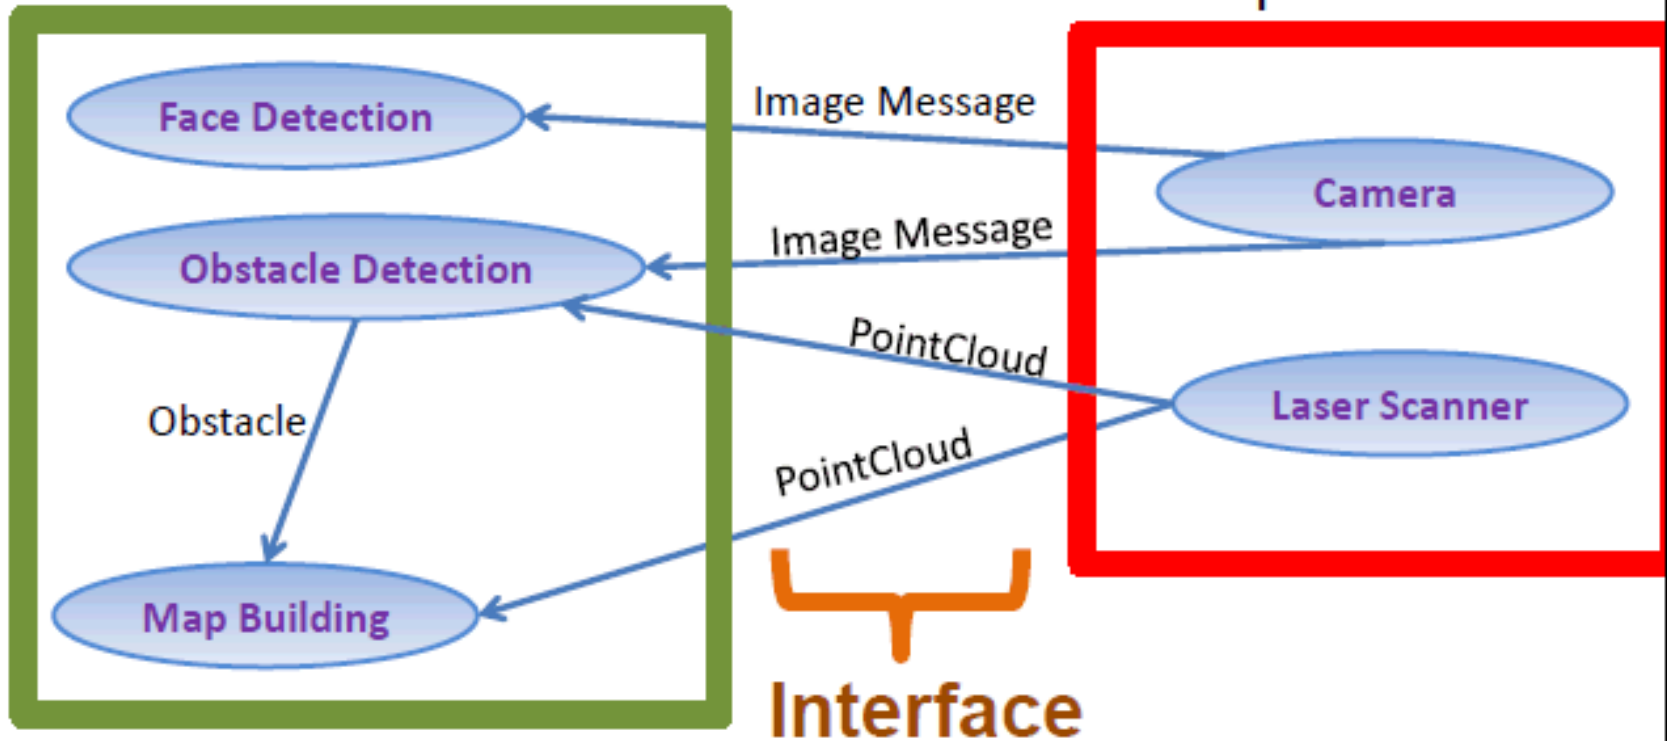 Face Detection
Image Message
Camera
Image Message
Obstacle Detection
PointCloud
Laser Scanner
Obstacle
PointCloud
Map Building
Interface